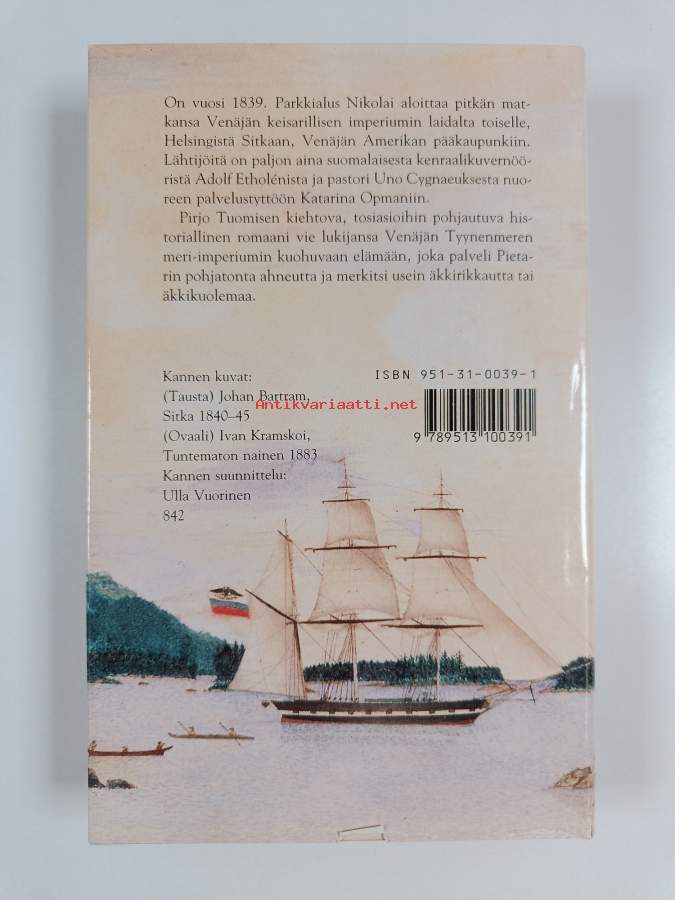 On vuosi 1839. Parkkialus Nikolai aloittaa pitkän mat-
kansa Venäjän keisarillisen imperiumin laidalta toiselle,
Helsingistä Sitkaan, Venäjän Amerikan pääkaupunkiin.
Lähtijöitä on paljon aina suomalaisesta kenraalikuvernöö-
ristä Adolf Etholénista ja pastori Uno Cygnaeuksesta nuo-
reen palvelustyttöön Katarina Opmaniin.
Pirjo Tuomisen kiehtova, tosiasioihin pohjautuva his-
toriallinen romaani vie lukijansa Venäjän Tyynenmeren
meri-imperiumin kuohuvaan elämään, joka palveli Pieta-
rin pohjatonta ahneutta ja merkitsi usein äkkirikkautta tai
äkkikuolemaa.
Kannen kuvat:
(Tausta) Johan Bartram,
Sitka 1840–45
(Ovaali) Ivan Kramskoi,
Tuntematon nainen 1883
Kannen suunnittelu:
Ulla Vuorinen
842
ISBN 951-31-0039-1
9 789513 100391
Antikvariaatti.net